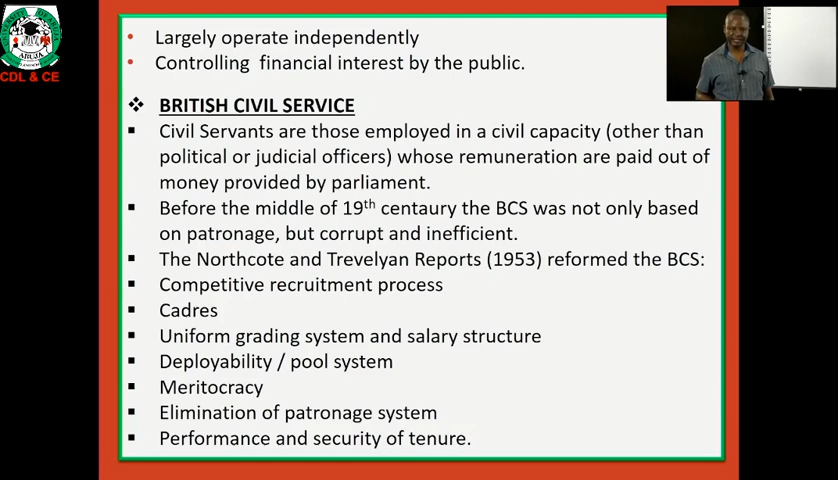 • Largely operate independently
• Controlling financial interest by the public.
❖ BRITISH CIVIL SERVICE
▪ Civil Servants are those employed in a civil capacity (other than
political or judicial officers) whose remuneration are paid out of
money provided by parliament.
▪ Before the middle of 19th centaury the BCS was not only based
on patronage, but corrupt and inefficient.
▪ The Northcote and Trevelyan Reports (1953) reformed the BCS:
▪ Competitive recruitment process
▪ Cadres
▪ Uniform grading system and salary structure
▪ Deployability / pool system
▪ Meritocracy
▪ Elimination of patronage system
▪ Performance and security of tenure.
ABUJA
CDL & CE